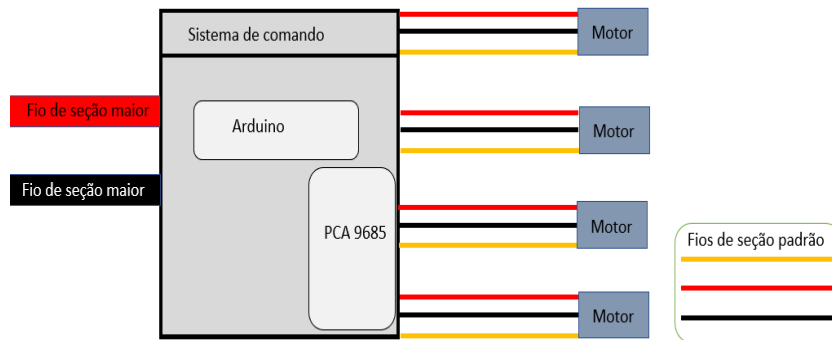 Sistema de comando
Motor
Fio de seção maior
Arduino
Motor
Fio de seção maior
PCA 9685
Motor
Fios de seção padrão
Motor